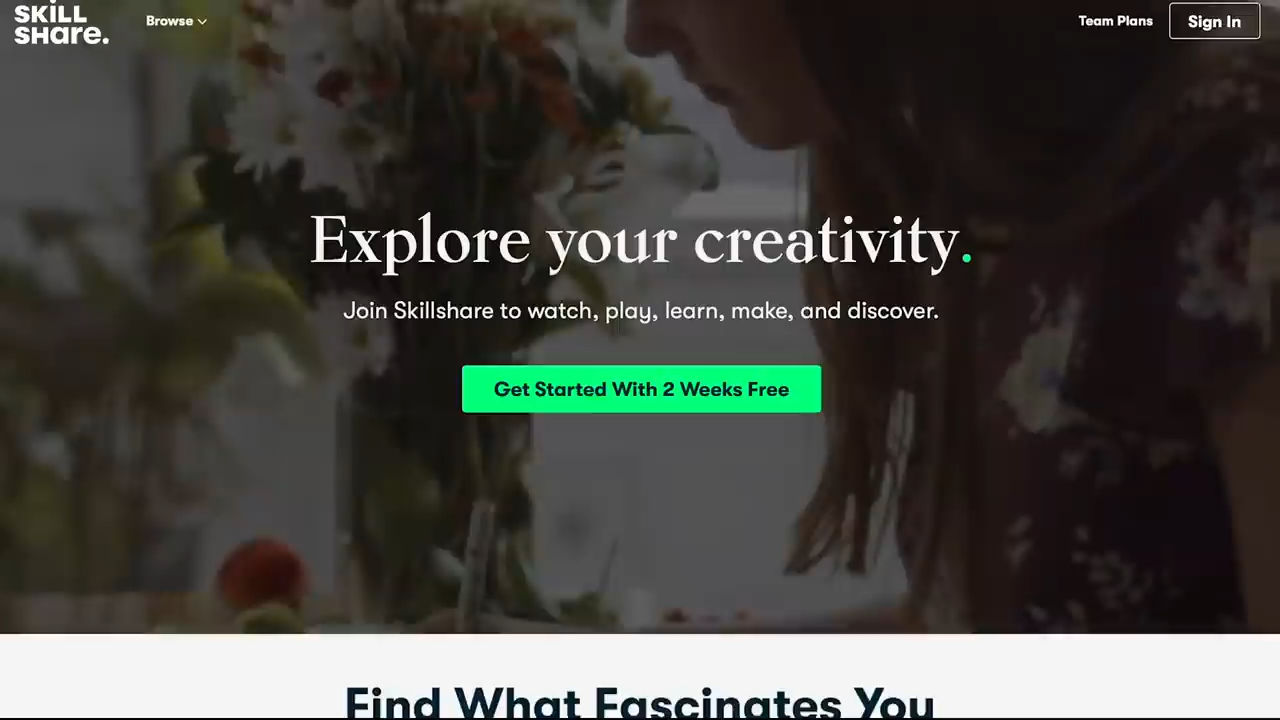 SKILL
SHare.
Browse
Team Plans
Sign In
Explore your creativity.
Join Skillshare to watch, play, learn, make, and discover.
Get Started With 2 Weeks Free
Find What Fascinates You